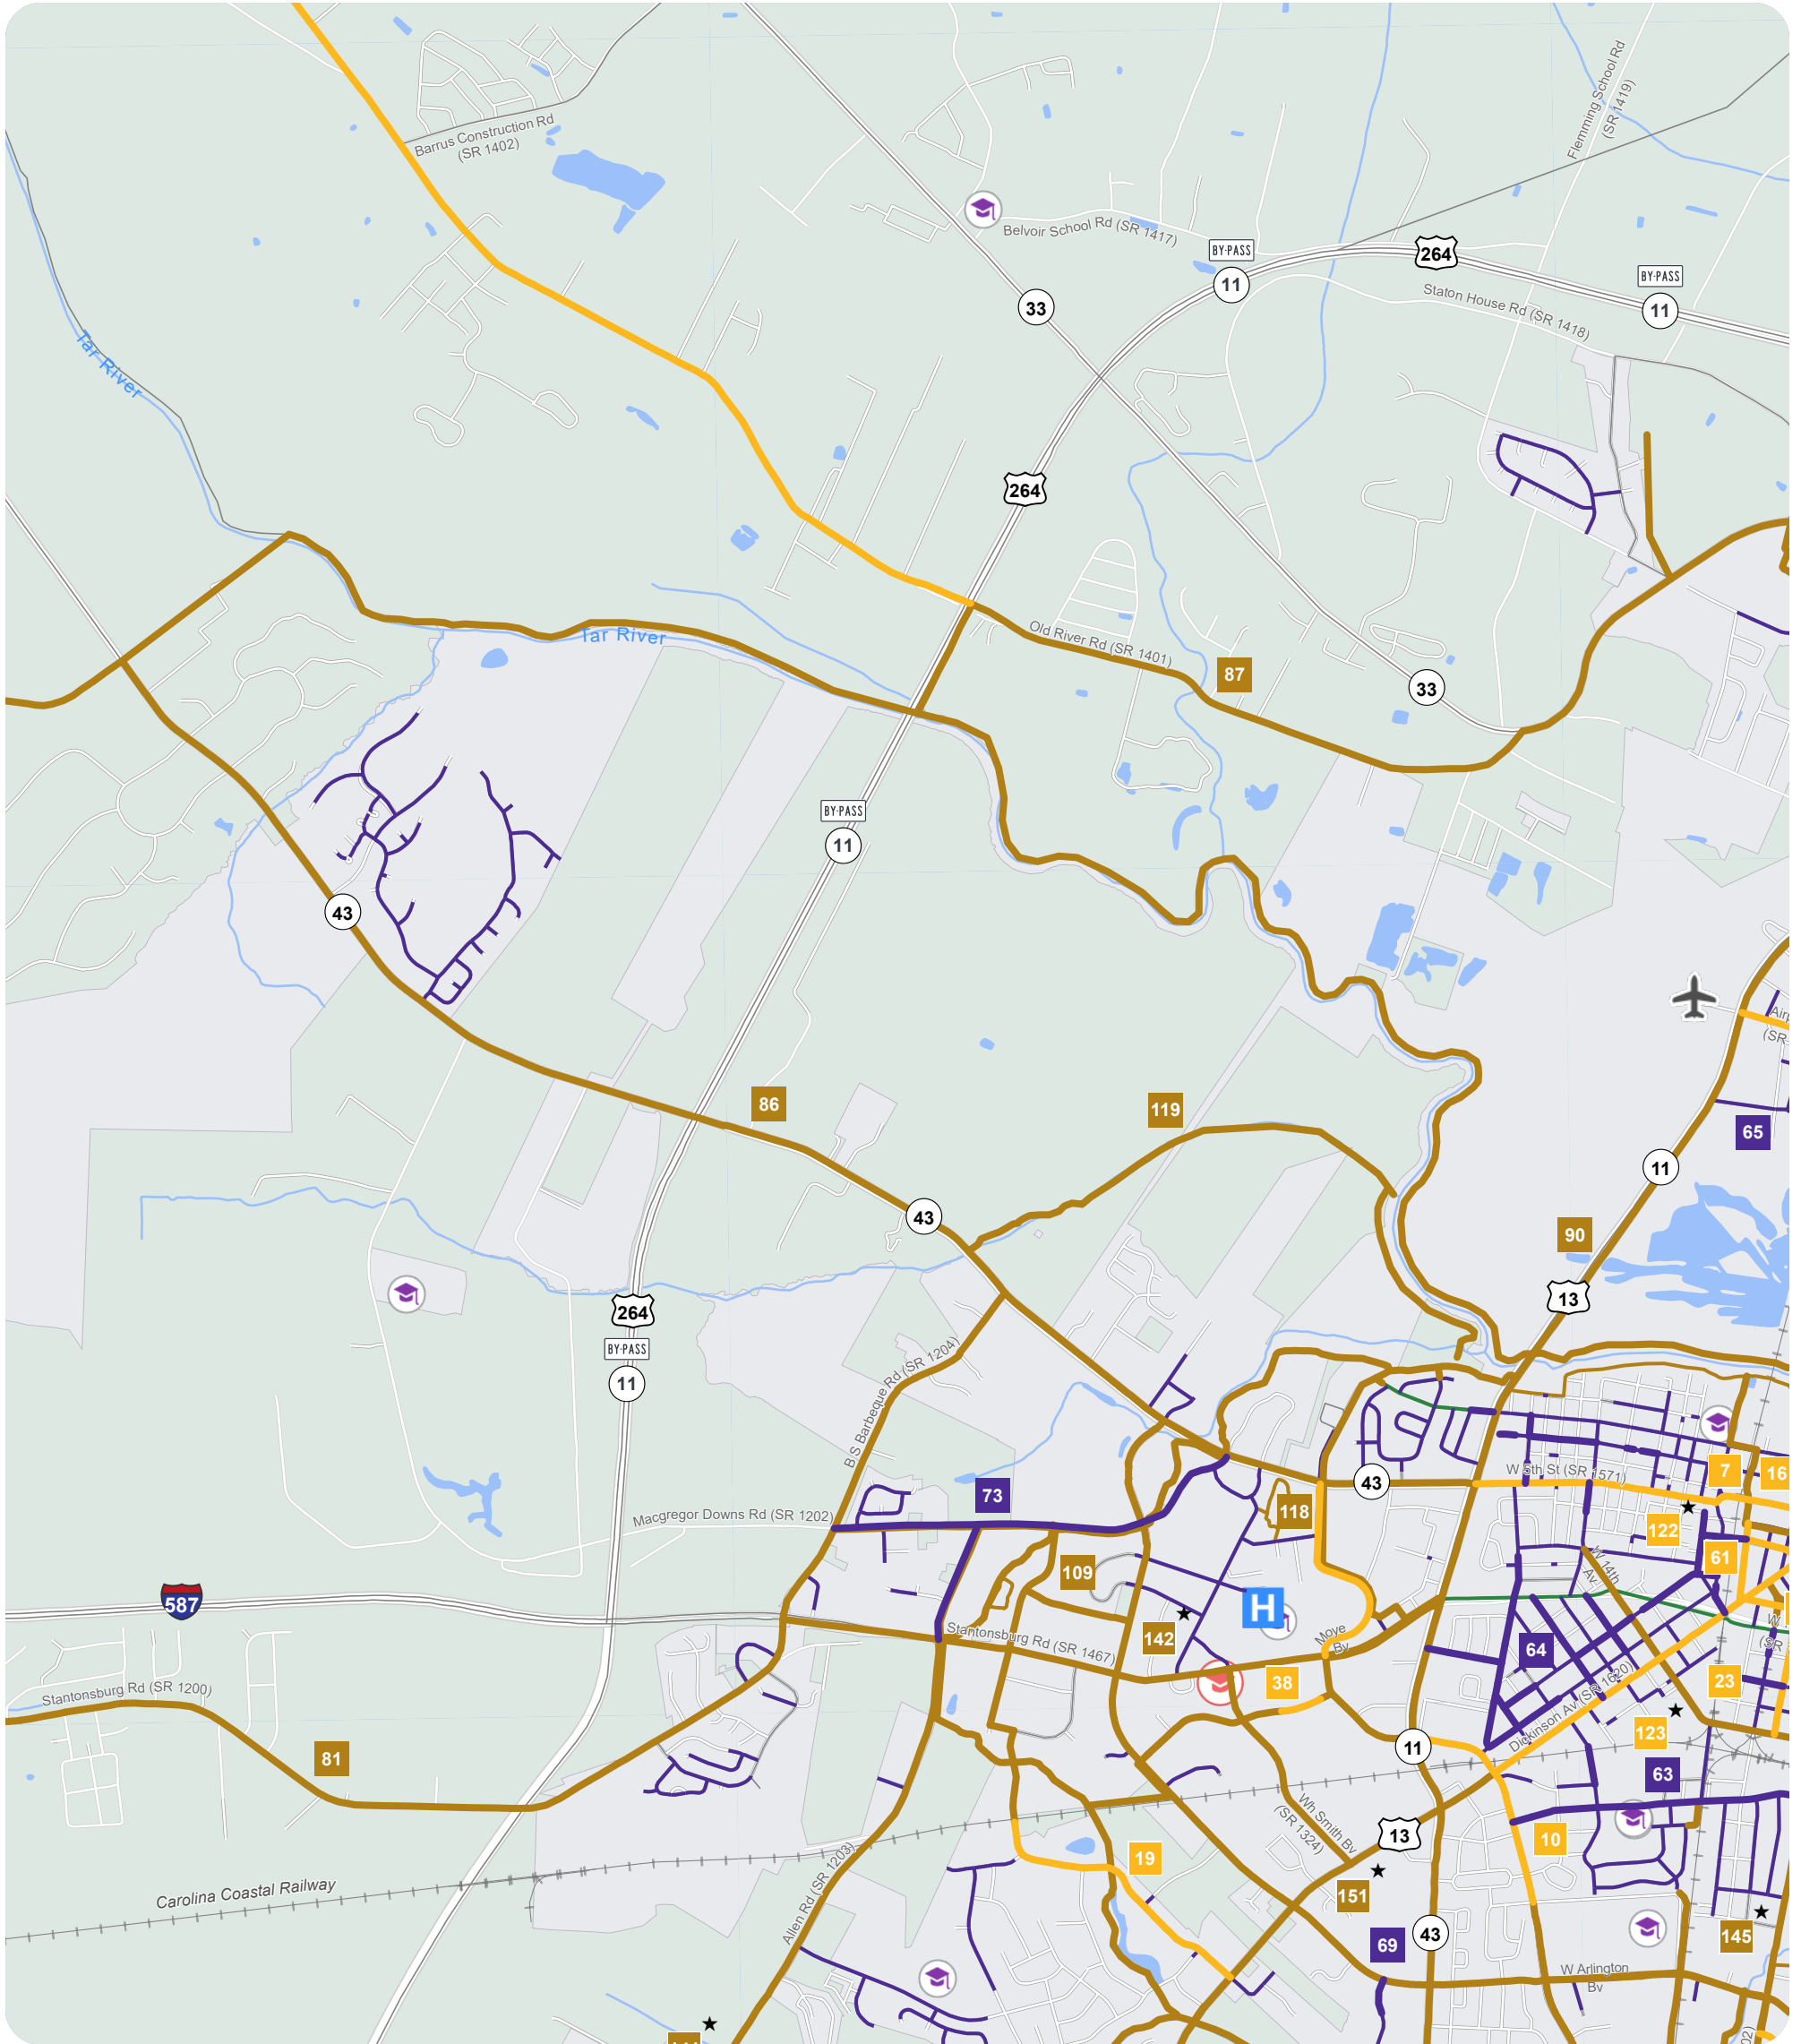 Barrus Construction Rd
(SR 1402)
Flemming School Rd
(SR 1419)
Belvoir School Rd (SR 1417)
BY-PASS
11
264
BY-PASS
11
33
Staton House Rd (SR 1418)
Tar River
264
Tar River
Old River Rd (SR 1401)
87
33
BY-PASS
11
43
86
119
65
11
43
90
13
264
BY-PASS
11
B S Barbeque Rd (SR 1204)
Macgregor Downs Rd (SR 1202)
73
118
43
W 5th St (SR 1571)
7
16
122
61
W 14th
Av
587
109
H
142
Stantonsburg Rd (SR 1467)
Moye
Bv
64
38
23
Stantonsburg Rd (SR 1200)
Dickinson Av (SR 1620)
123
81
11
63
Wh Smith Bv
(SR 1324)
13
10
19
151
Carolina Coastal Railway
Allen Rd (SR 1203)
69
43
145
W Arlington
Bv